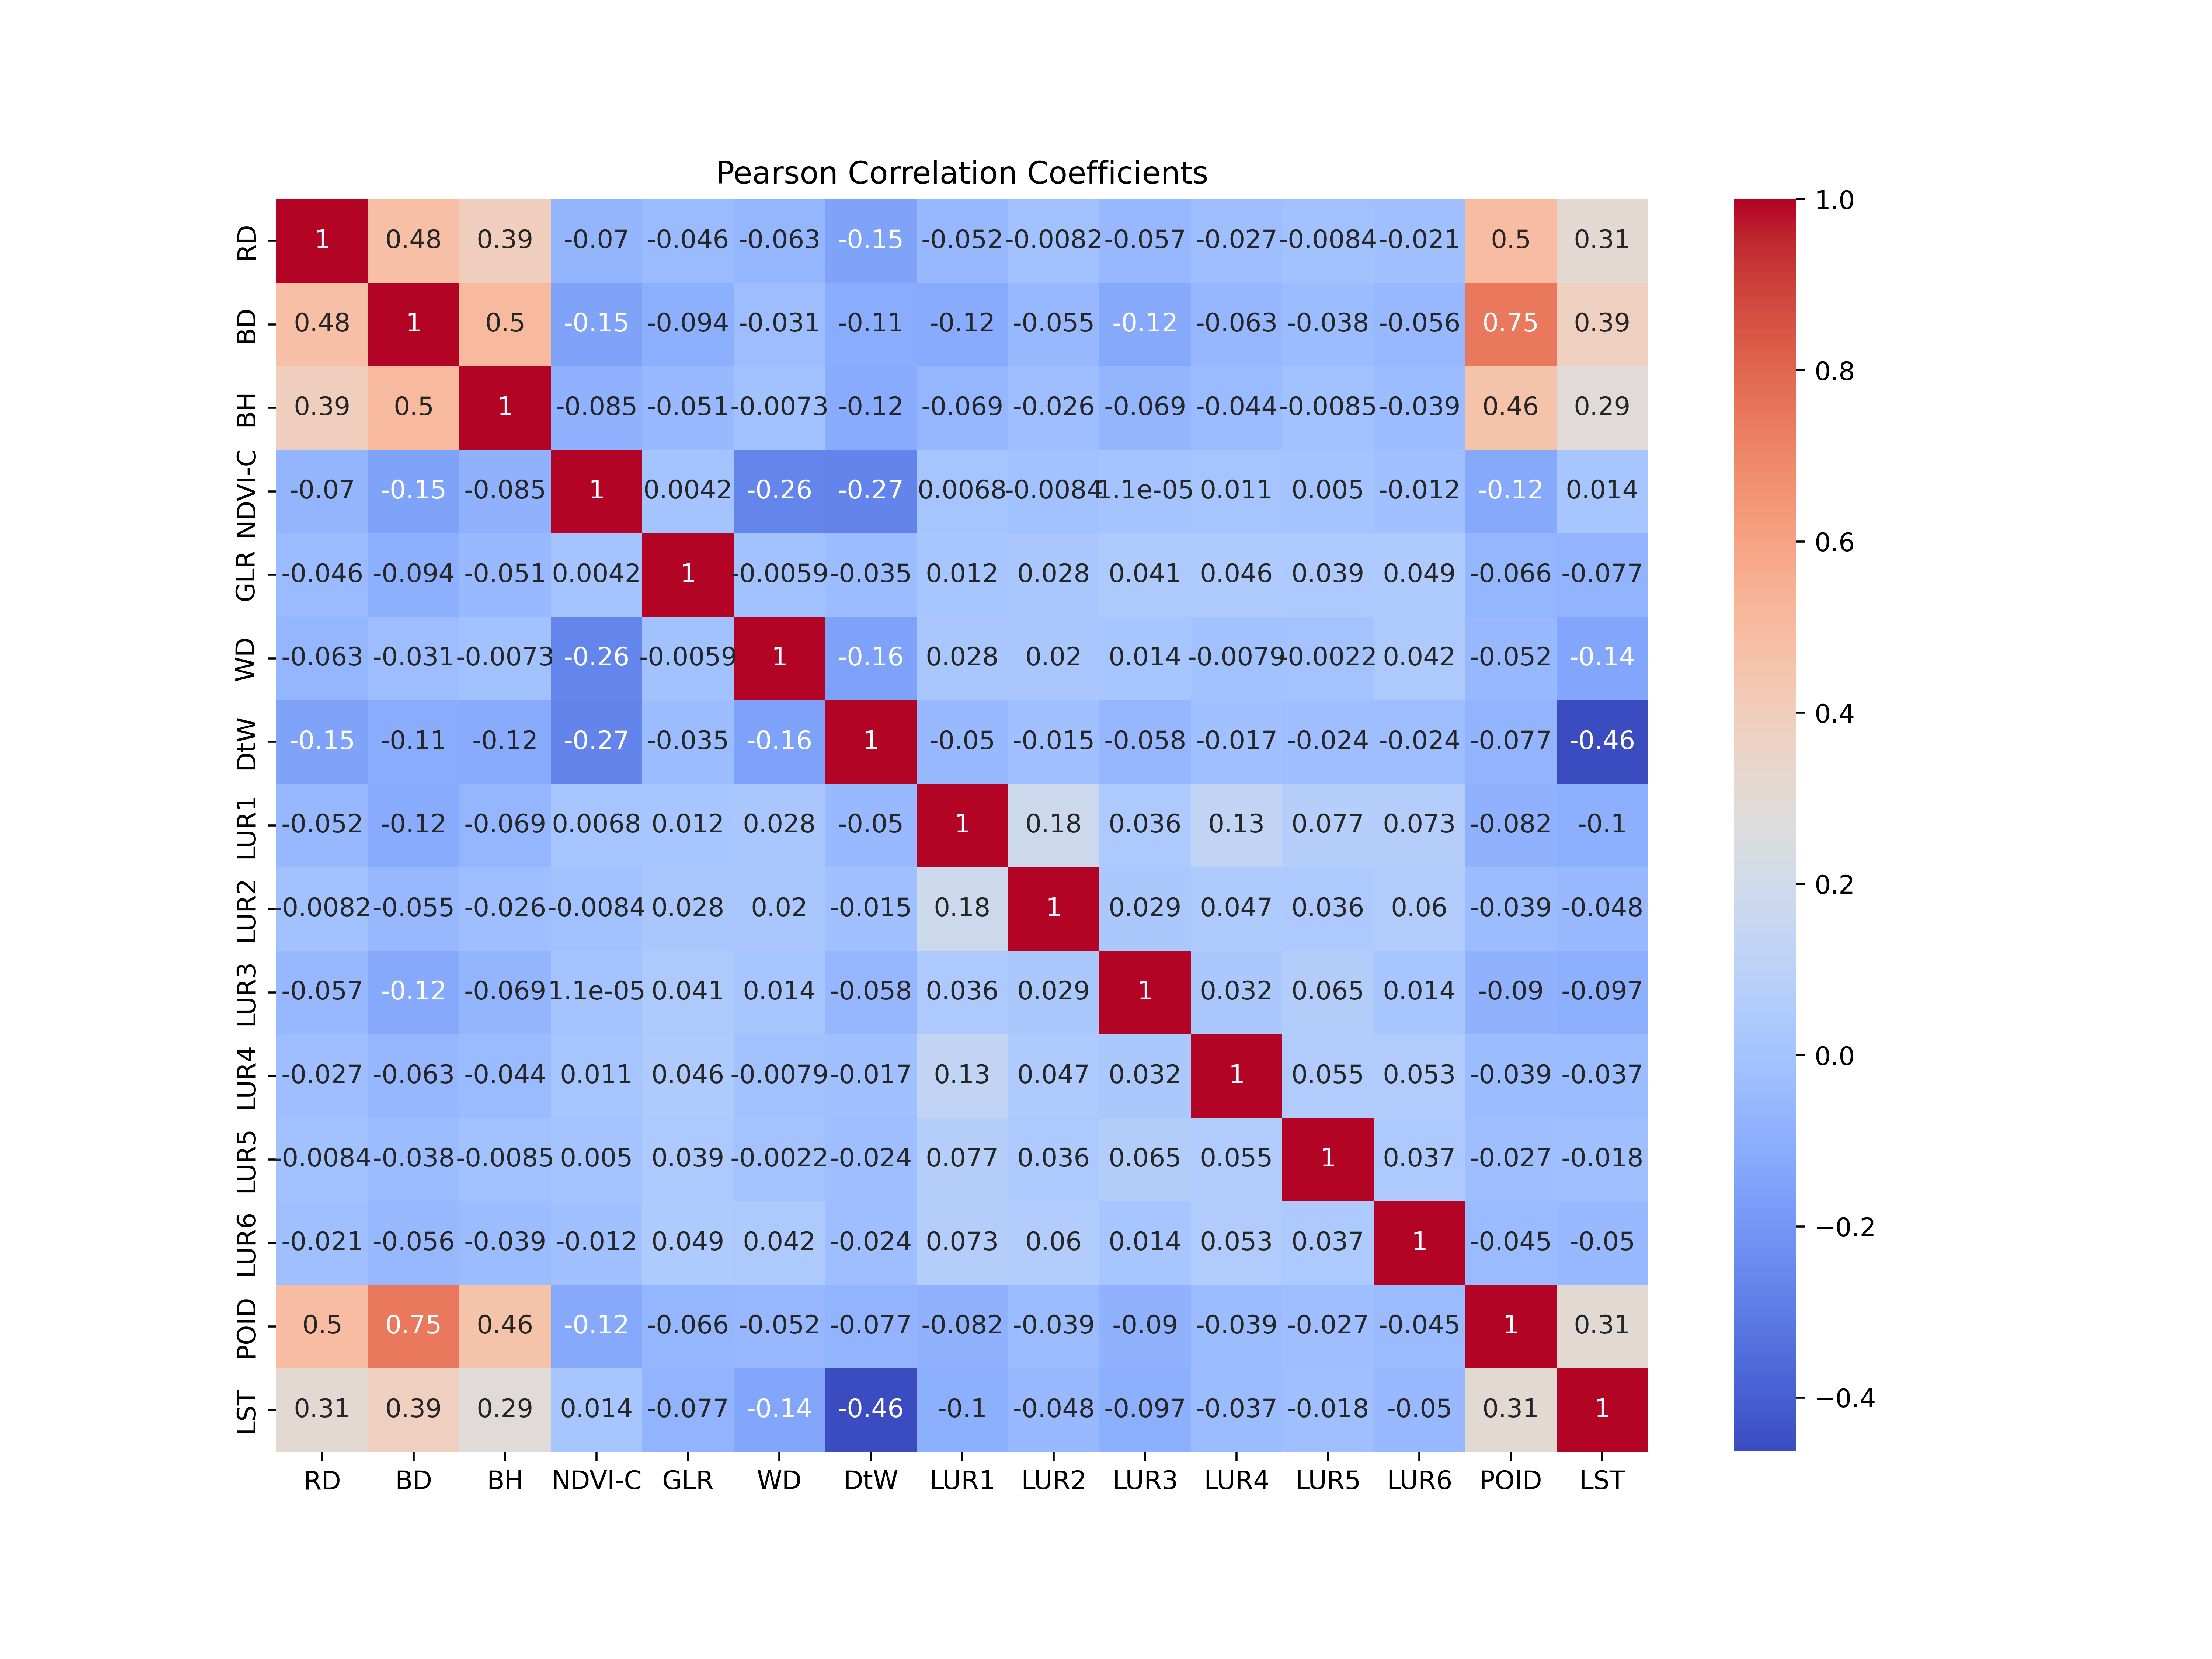 Pearson Correlation Coefficients
RD 1 0.48 0.39 -0.07 -0.046 -0.063 -0.15 -0.052 -0.0082 -0.057 -0.027 -0.0084 -0.021 0.5 0.31
BD 0.48 1 0.5 -0.15 -0.094 -0.031 -0.11 -0.12 -0.055 -0.12 -0.063 -0.038 -0.056 0.75 0.39
BH 0.39 0.5 1 -0.085 -0.051 -0.0073 -0.12 -0.069 -0.026 -0.069 -0.044 -0.0085 -0.039 0.46 0.29
NDVI-C -0.07 -0.15 -0.085 1 0.0042 -0.26 -0.27 0.0068 -0.0084 1.1e-05 0.011 0.005 -0.012 -0.12 0.014
GLR -0.046 -0.094 -0.051 0.0042 1 -0.0059 -0.035 0.012 0.028 0.041 0.046 0.039 0.049 -0.066 -0.077
WD -0.063 -0.031 -0.0073 -0.26 -0.0059 1 -0.16 0.028 0.02 0.014 -0.0079 -0.0022 0.042 -0.052 -0.14
DtW -0.15 -0.11 -0.12 -0.27 -0.035 -0.16 1 -0.05 -0.015 -0.058 -0.017 -0.024 -0.024 -0.077 -0.46
LUR1 -0.052 -0.12 -0.069 0.0068 0.012 0.028 -0.05 1 0.18 0.036 0.13 0.077 0.073 -0.082 -0.1
LUR2 -0.0082 -0.055 -0.026 -0.0084 0.028 0.02 -0.015 0.18 1 0.029 0.047 0.036 0.06 -0.039 -0.048
LUR3 -0.057 -0.12 -0.069 1.1e-05 0.041 0.014 -0.058 0.036 0.029 1 0.032 0.065 0.014 -0.09 -0.097
LUR4 -0.027 -0.063 -0.044 0.011 0.046 -0.0079 -0.017 0.13 0.047 0.032 1 0.055 0.053 -0.039 -0.037
LUR5 -0.0084 -0.038 -0.0085 0.005 0.039 -0.0022 -0.024 0.077 0.036 0.065 0.055 1 0.037 -0.027 -0.018
LUR6 -0.021 -0.056 -0.039 -0.012 0.049 0.042 -0.024 0.073 0.06 0.014 0.053 0.037 1 -0.045 -0.05
POID 0.5 0.75 0.46 -0.12 -0.066 -0.052 -0.077 -0.082 -0.039 -0.09 -0.039 -0.027 -0.045 1 0.31
LST 0.31 0.39 0.29 0.014 -0.077 -0.14 -0.46 -0.1 -0.048 -0.097 -0.037 -0.018 -0.05 0.31 1
RD BD BH NDVI-C GLR WD DtW LUR1 LUR2 LUR3 LUR4 LUR5 LUR6 POID LST
1.0
0.8
0.6
0.4
0.2
0.0
−0.2
−0.4